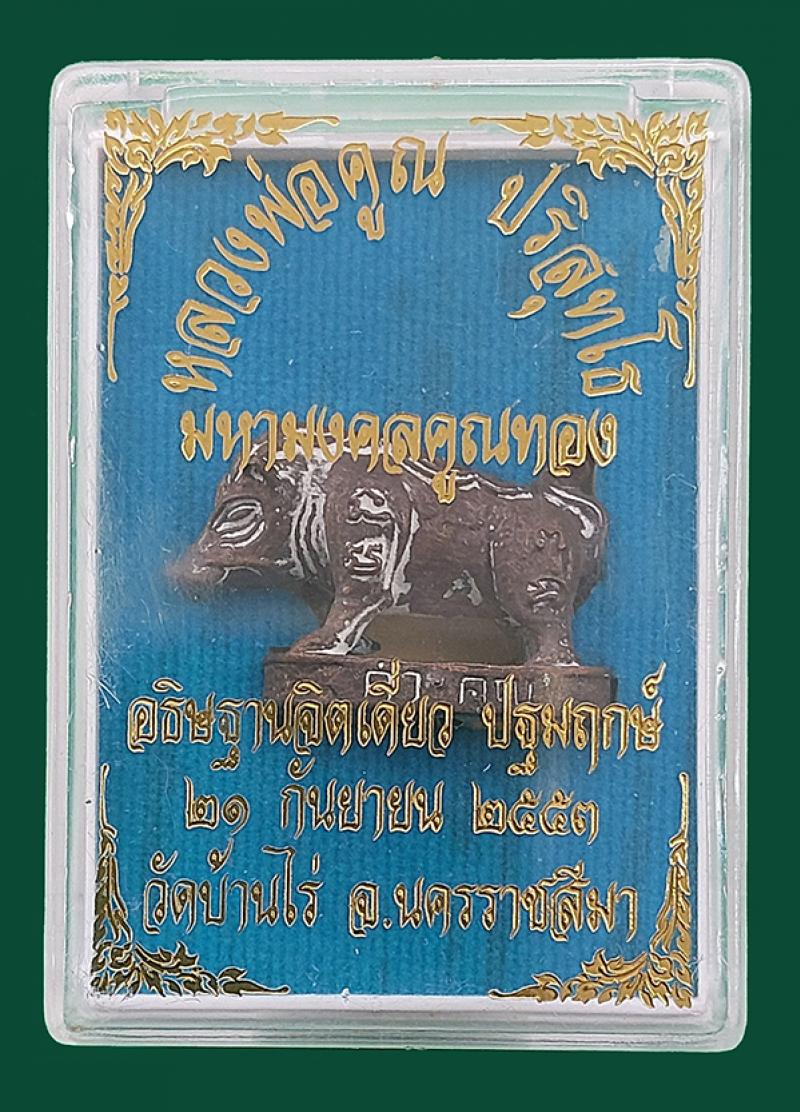 หลวงพ่อคูณ ปริสุทโธ
มหามงคลคูณทอง
อธิษฐานจิตเดี่ยว ปฐมฤกษ์
๒๑ กันยายน ๒๕๕๓
วัดบ้านไร่ จ.นครราชสีมา